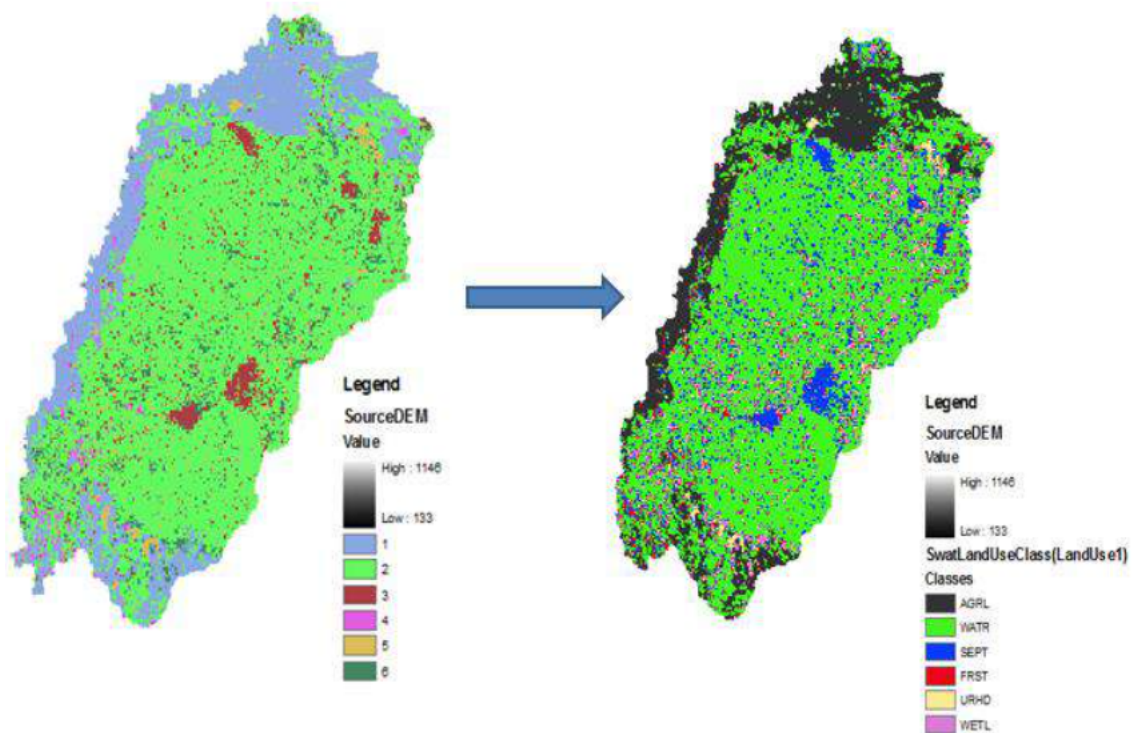 Legend
SourceDEM
Value
High : 1146
Low : 133
1
2
3
4
5
6
Legend
SourceDEM
Value
High : 1146
Low : 133
SwatLandUseClass(LandUse1)
Classes
AGRL
WATR
SEPT
FRST
URHD
WETL